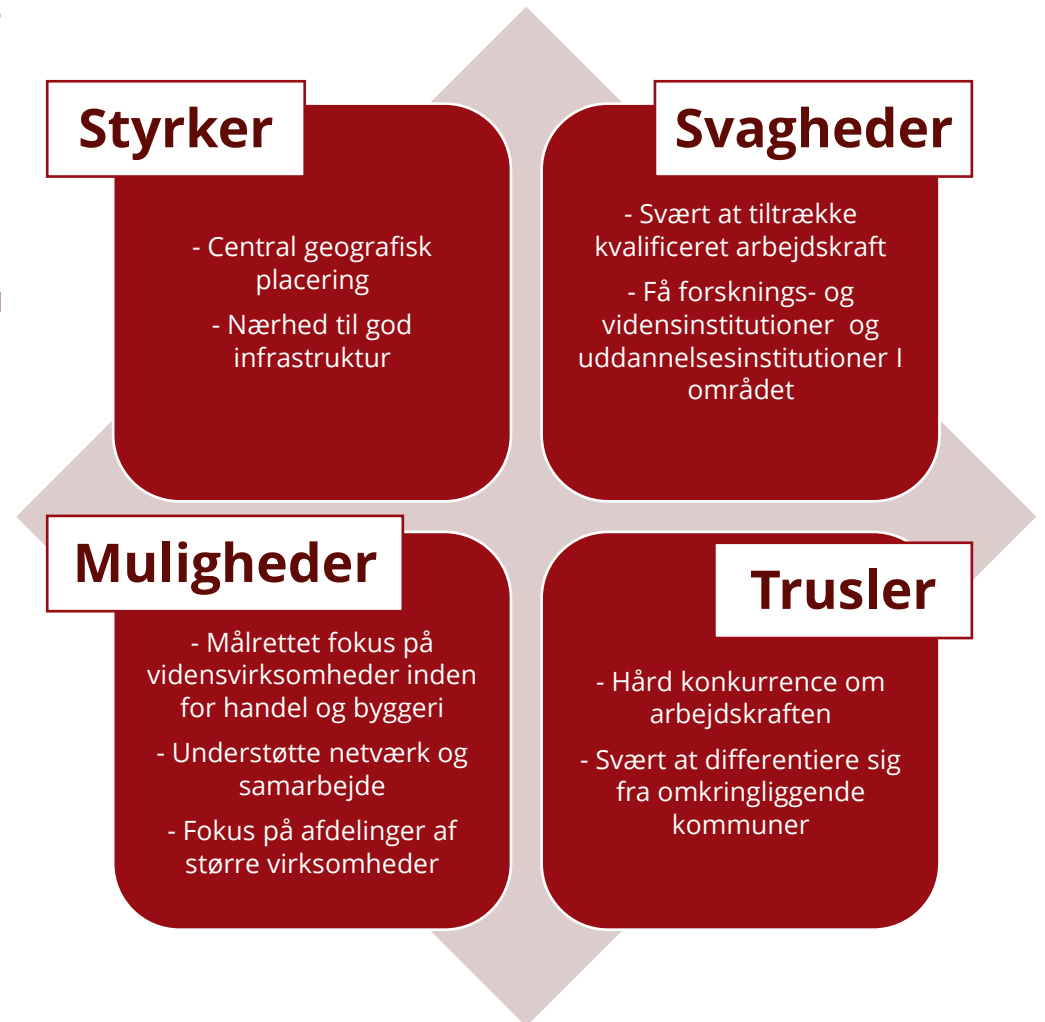 Styrker
- Central geografisk
placering
- Nærhed til god
infrastruktur
Svagheder
- Svært at tiltrække
kvalificeret arbejdskraft
- Få forsknings- og
vidensinstitutioner og
uddannelsesinstitutioner I
området
Muligheder
- Målrettet fokus på
vidensvirksomheder inden
for handel og byggeri
- Understøtte netværk og
samarbejde
- Fokus på afdelinger af
større virksomheder
Trusler
- Hård konkurrence om
arbejdskraften
- Svært at differentiere sig
fra omkringliggende
kommuner